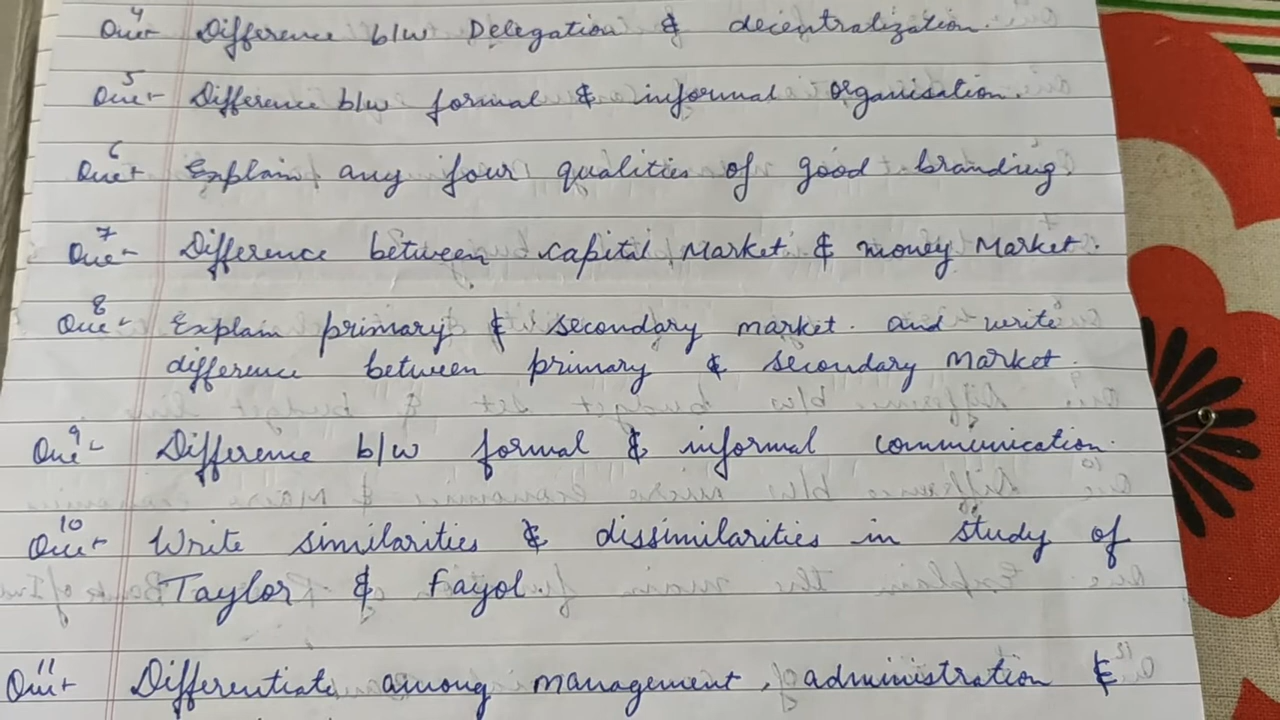 Que 4- Difference b/w Delegation & decentralization.
Que 5- Difference b/w formal & informal organisation.
Que 6- Explain any four qualities of good branding
Que 7- Difference between capital Market & money Market.
Que 8- Explain primary & secondary market. and write
difference between primary & secondary Market.
Que 9- Difference b/w formal & informal communication.
Que 10- Write similarities & dissimilarities in study of
Taylor & Fayol.
Que 11- Differentiate among management, administration &